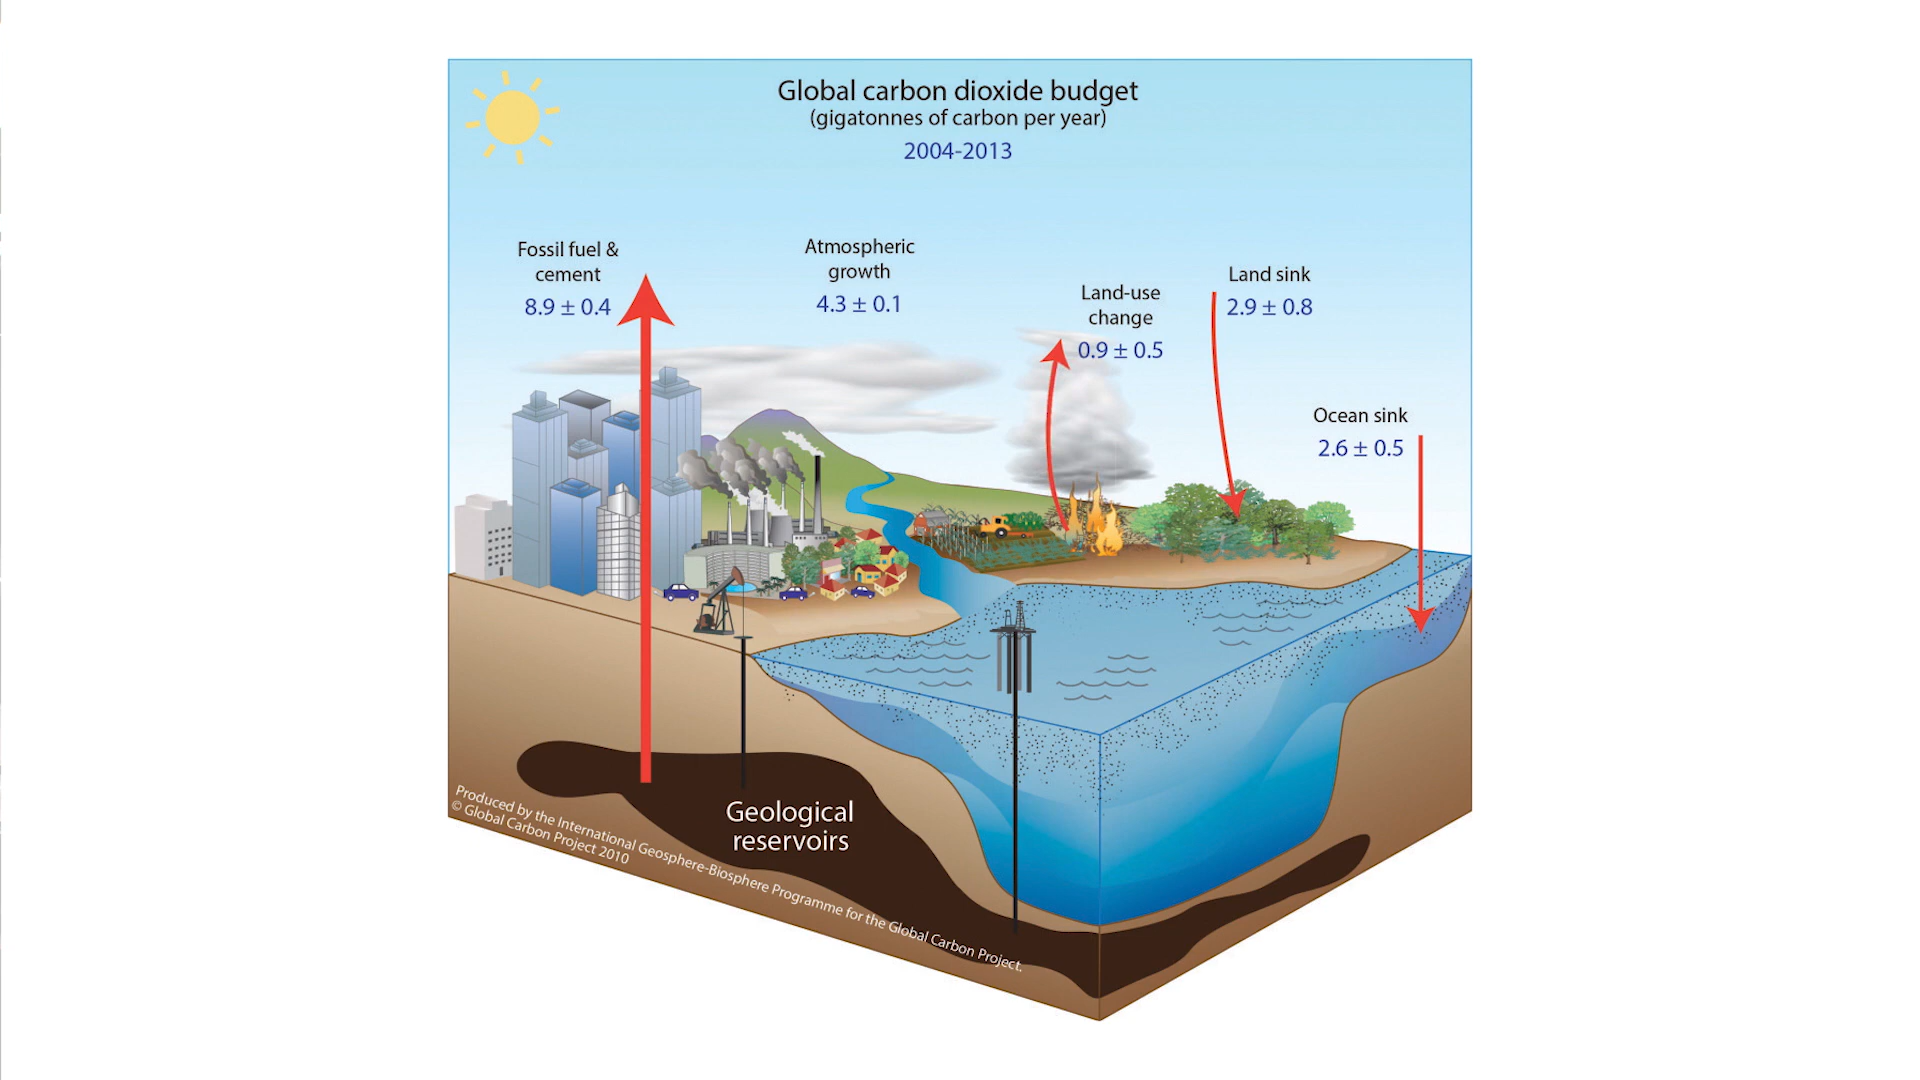 Global carbon dioxide budget
(gigatonnes of carbon per year)
2004-2013
Fossil fuel &
cement
8.9 ± 0.4
Atmospheric
growth
4.3 ± 0.1
Land-use
change
0.9 ± 0.5
Land sink
2.9 ± 0.8
Ocean sink
2.6 ± 0.5
Geological
reservoirs
Produced by the International Geosphere-Biosphere Programme for the Global Carbon Project.
© Global Carbon Project 2010